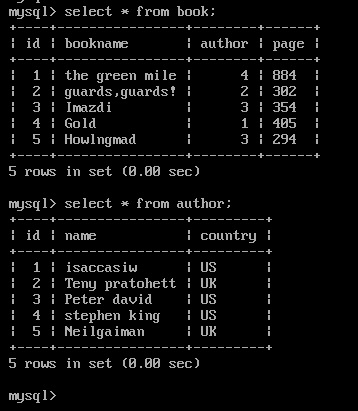 mysql> select * from book;
+----+-----------------+--------+------+
| id | bookname        | author | page |
+----+-----------------+--------+------+
|  1 | the green mile  |      4 | 884  |
|  2 | guards,guards!  |      2 | 302  |
|  3 | Imazdi          |      3 | 354  |
|  4 | Gold            |      1 | 405  |
|  5 | Howlngmad       |      3 | 294  |
+----+-----------------+--------+------+
5 rows in set (0.00 sec)
mysql> select * from author;
+----+-----------------+---------+
| id | name            | country |
+----+-----------------+---------+
|  1 | isaccasiw       | US      |
|  2 | Teny pratohett  | UK      |
|  3 | Peter david     | US      |
|  4 | stephen king    | US      |
|  5 | Neilgaiman      | UK      |
+----+-----------------+---------+
5 rows in set (0.00 sec)
mysql>